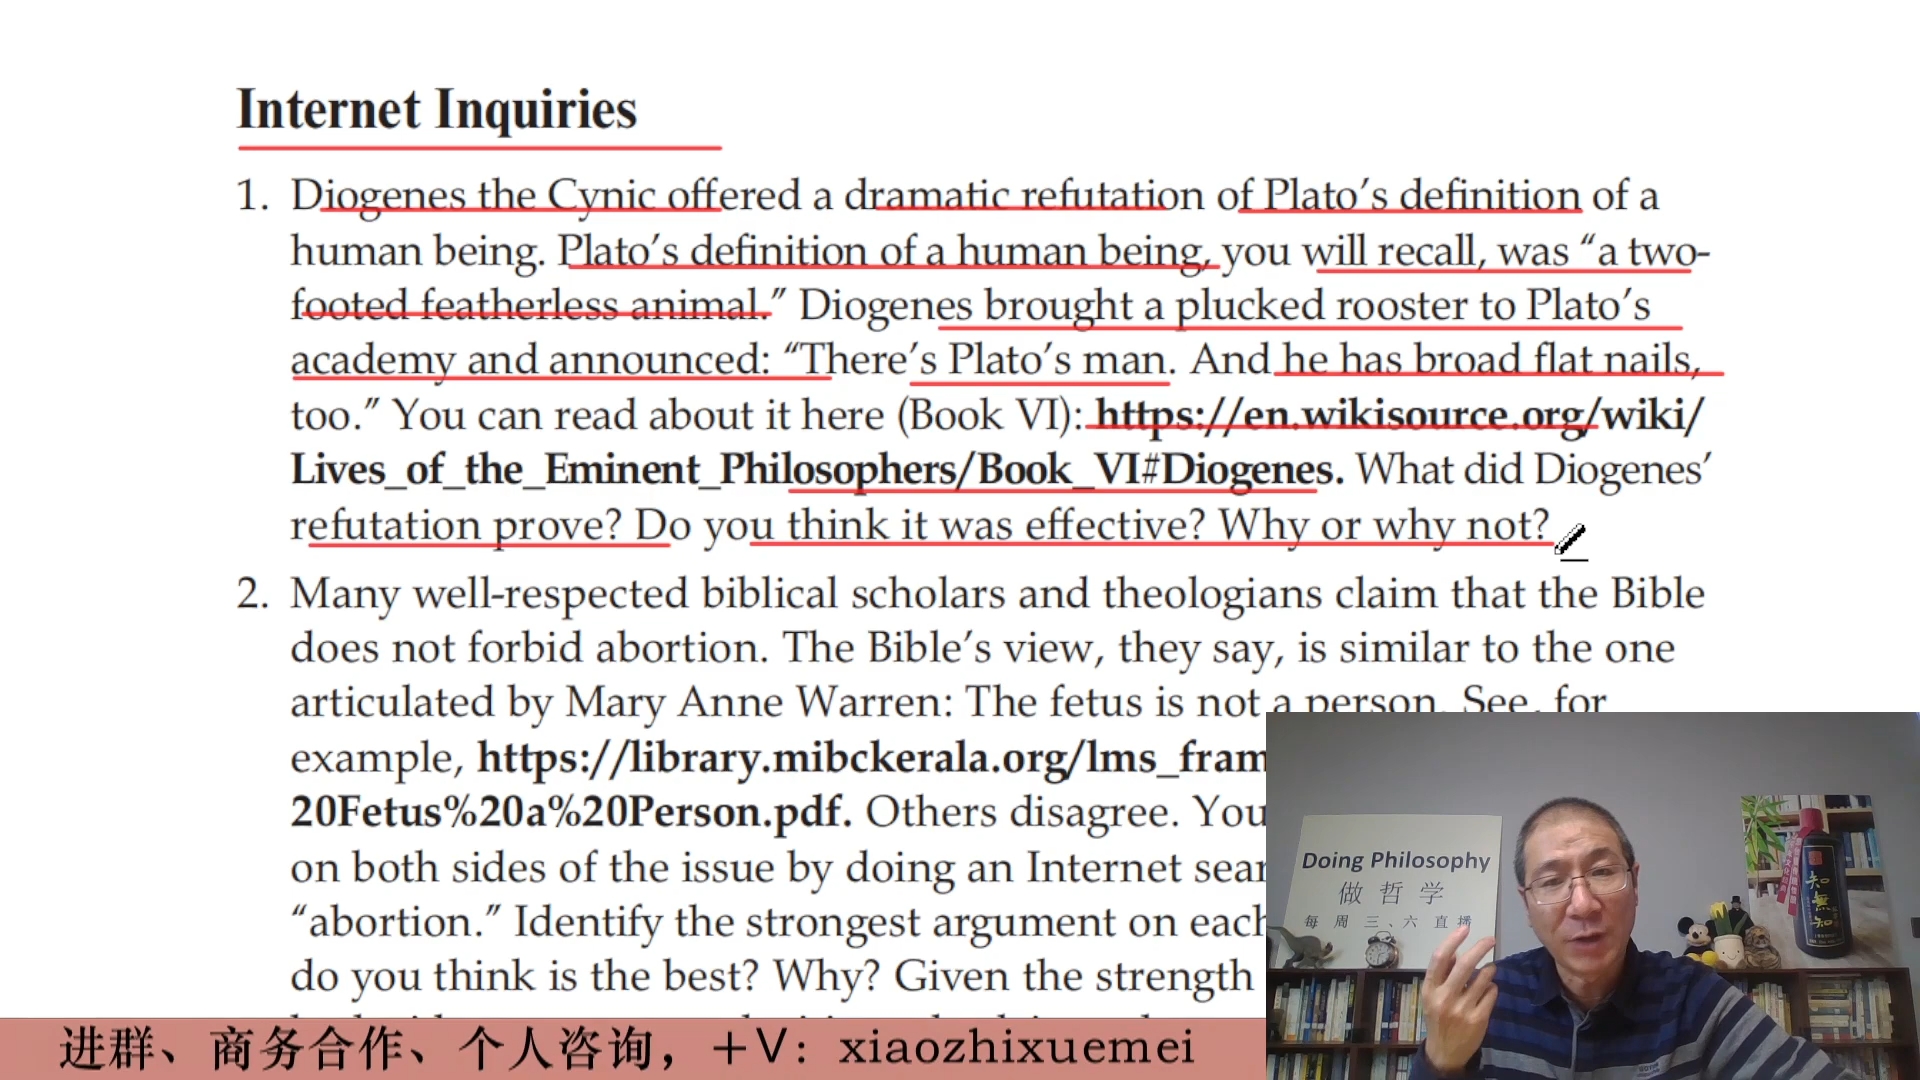 Internet Inquiries
1. Diogenes the Cynic offered a dramatic refutation of Plato’s definition of a
human being. Plato’s definition of a human being, you will recall, was “a two-
footed featherless animal.” Diogenes brought a plucked rooster to Plato’s
academy and announced: “There’s Plato’s man. And he has broad flat nails,
too.” You can read about it here (Book VI): https://en.wikisource.org/wiki/
Lives_of_the_Eminent_Philosophers/Book_VI#Diogenes. What did Diogenes’
refutation prove? Do you think it was effective? Why or why not?
2. Many well-respected biblical scholars and theologians claim that the Bible
does not forbid abortion. The Bible’s view, they say, is similar to the one
articulated by Mary Anne Warren: The fetus is not a person. See, for
example, https://library.mibckerala.org/lms_fram
20Fetus%20a%20Person.pdf. Others disagree. You
on both sides of the issue by doing an Internet sear
“abortion.” Identify the strongest argument on each
do you think is the best? Why? Given the strength
Doing Philosophy
做哲学
每周三、六直播
知無知
进群、商务合作、个人咨询，+V：xiaozhixuemei